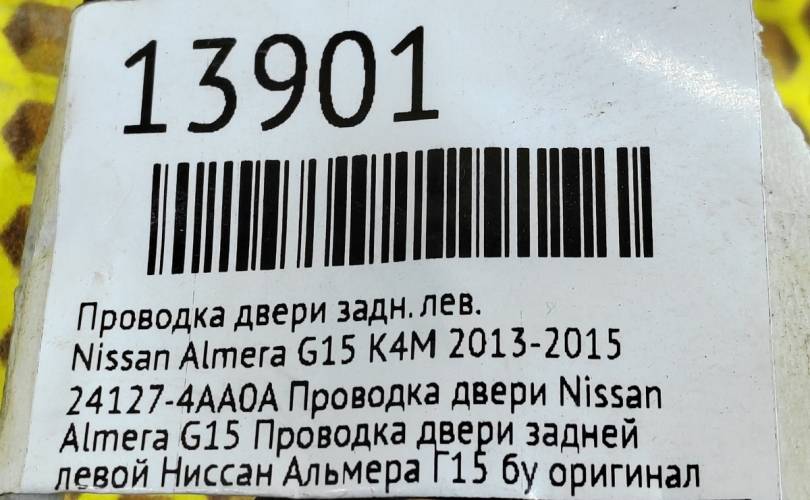 13901
Проводка двери задн. лев.
Nissan Almera G15 K4M 2013-2015
24127-4AA0A Проводка двери Nissan
Almera G15 Проводка двери задней
левой Ниссан Альмера Г15 бу оригинал